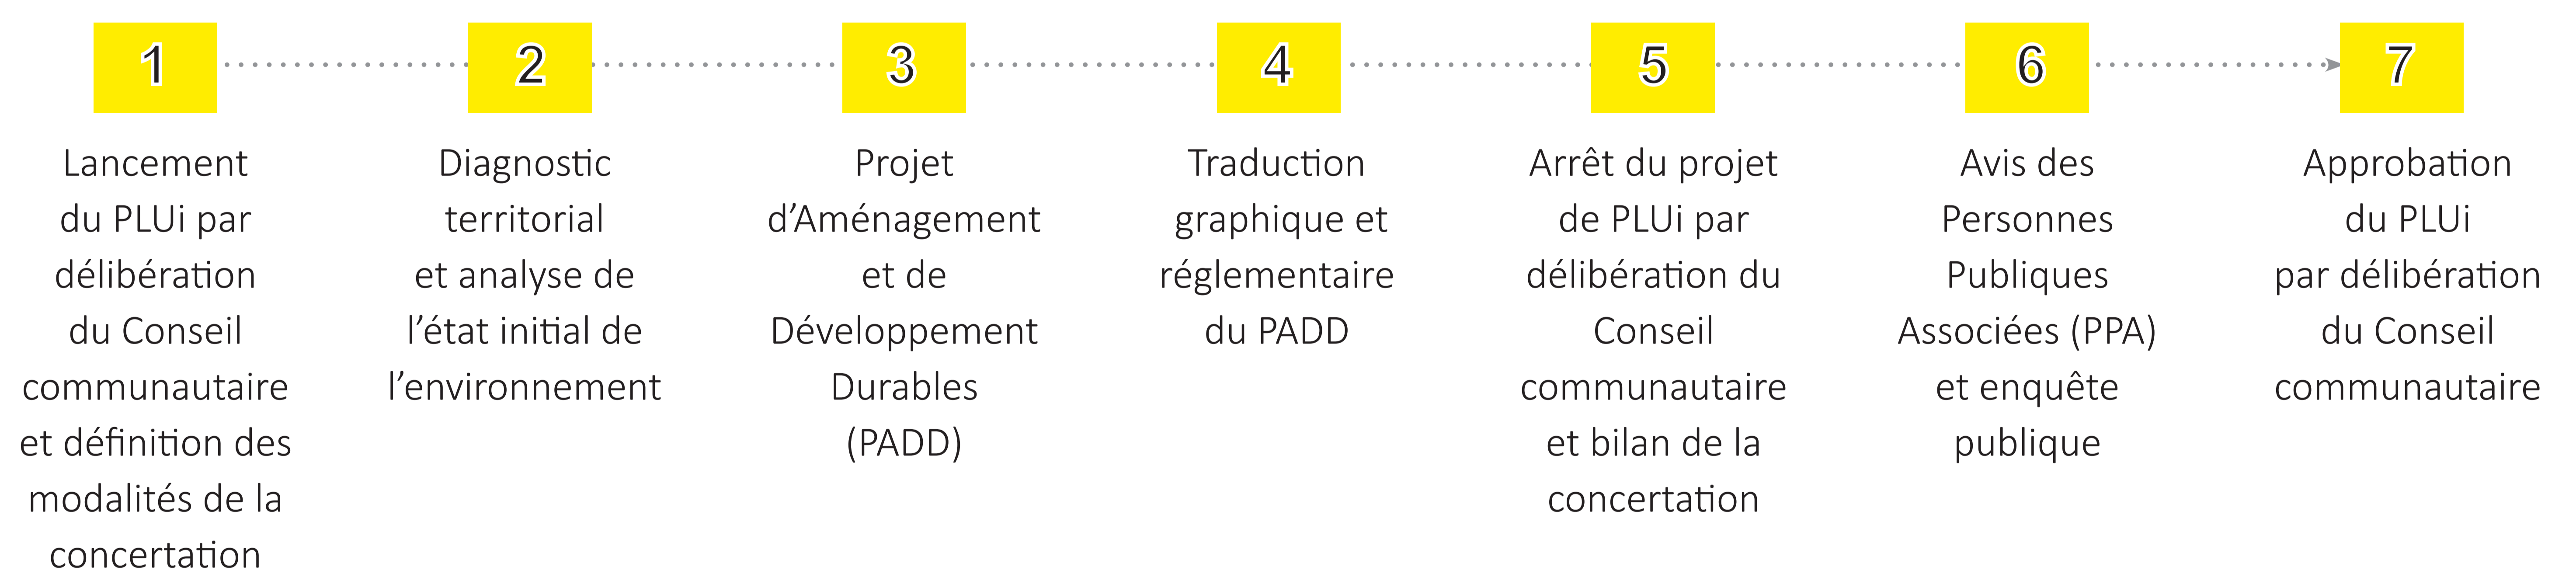 1
Lancement
du PLUi par
délibération
du Conseil
communautaire
et définition des
modalités de la
concertation
2
Diagnostic
territorial
et analyse de
l’état initial de
l’environnement
3
Projet
d’Aménagement
et de
Développement
Durables
(PADD)
4
Traduction
graphique et
réglementaire
du PADD
5
Arrêt du projet
de PLUi par
délibération du
Conseil
communautaire
et bilan de la
concertation
6
Avis des
Personnes
Publiques
Associées (PPA)
et enquête
publique
7
Approbation
du PLUi
par délibération
du Conseil
communautaire